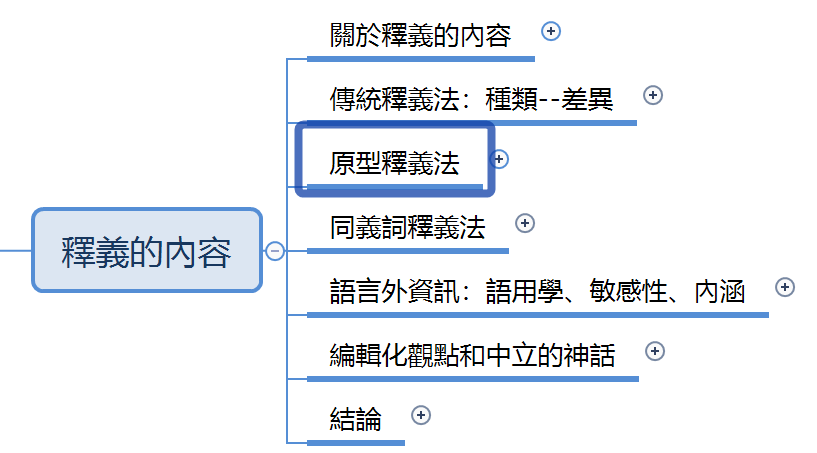 關於釋義的內容
傳統釋義法：種類--差異
原型釋義法
釋義的內容
同義詞釋義法
語言外資訊：語用學、敏感性、內涵
編輯化觀點和中立的神話
結論